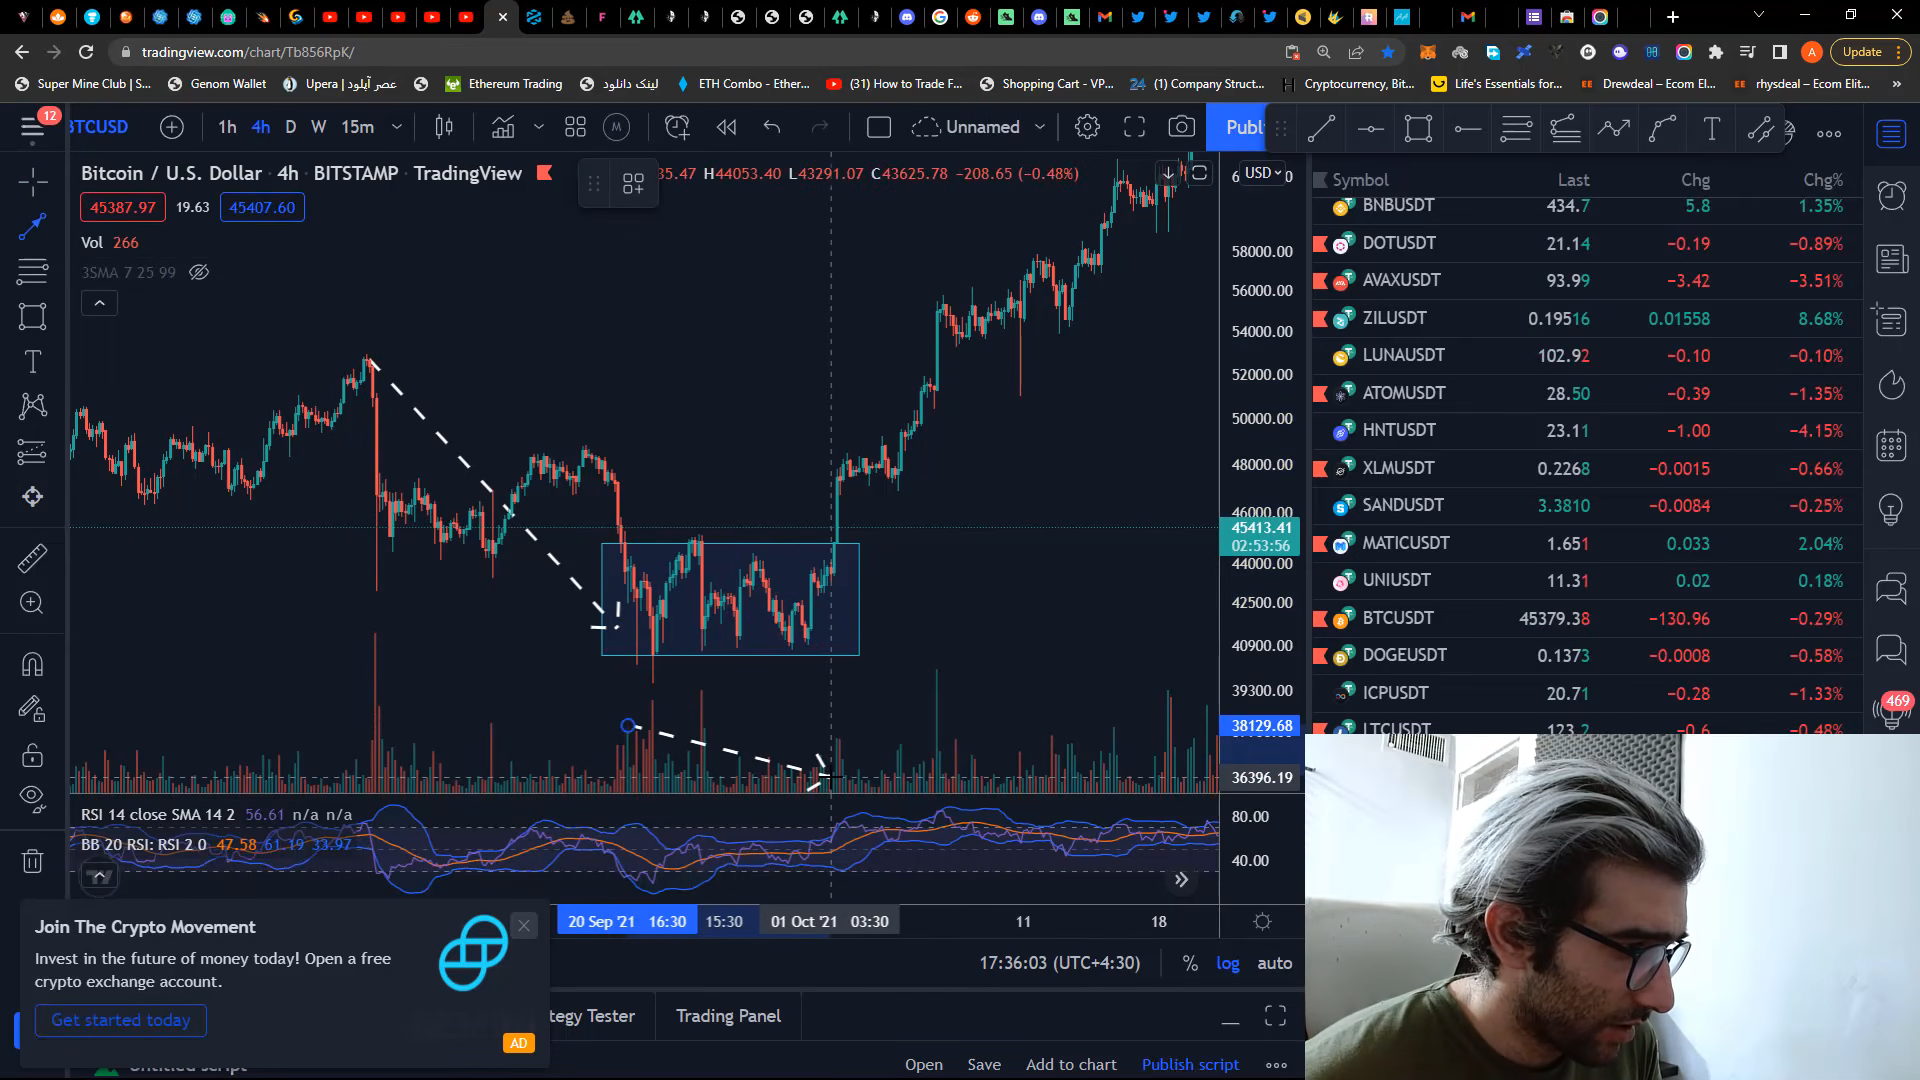 tradingview.com/chart/Tb856RpK/
Update
Super Mine Club | S...
Genom Wallet
Upera | عصر آپلود
Ethereum Trading
لینک دانلود
ETH Combo - Ether...
(31) How to Trade F...
Shopping Cart - VP...
(1) Company Struct...
Cryptocurrency, Bit...
Life's Essentials for...
Drewdeal – Ecom El...
rhysdeal – Ecom Elit...
12
BTCUSD
1h 4h D W 15m
Unnamed
Bitcoin / U.S. Dollar 4h BITSTAMP TradingView
35.47 H44053.40 L43291.07 C43625.78 −208.65 (−0.48%)
USD
45387.97 19.63 45407.60
Vol 266
3SMA 7 25 99
58000.00
56000.00
54000.00
52000.00
50000.00
48000.00
46000.00
45413.41
02:53:56
44000.00
42500.00
40900.00
39300.00
38129.68
36396.19
80.00
40.00
RSI 14 close SMA 14 2 56.61 n/a n/a
BB 20 RSI: RSI 2 0 47.58 61.19 33.97
20 Sep '21 16:30 15:30 01 Oct '21 03:30 11 18
17:36:03 (UTC+4:30) % log auto
Symbol Last Chg Chg%
BNBUSDT 434.7 5.8 1.35%
DOTUSDT 21.14 −0.19 −0.89%
AVAXUSDT 93.99 −3.42 −3.51%
ZILUSDT 0.19516 0.01558 8.68%
LUNAUSDT 102.92 −0.10 −0.10%
ATOMUSDT 28.50 −0.39 −1.35%
HNTUSDT 23.11 −1.00 −4.15%
XLMUSDT 0.2268 −0.0015 −0.66%
SANDUSDT 3.3810 −0.0084 −0.25%
MATICUSDT 1.651 0.033 2.04%
UNIUSDT 11.31 0.02 0.18%
BTCUSDT 45379.38 −130.96 −0.29%
DOGEUSDT 0.1373 −0.0008 −0.58%
ICPUSDT 20.71 −0.28 −1.33%
LTCUSDT 123.2 −0.6 −0.48%
469
Join The Crypto Movement
Invest in the future of money today! Open a free
crypto exchange account.
Get started today
AD
tegy Tester
Trading Panel
Open Save Add to chart Publish script
Untitled script